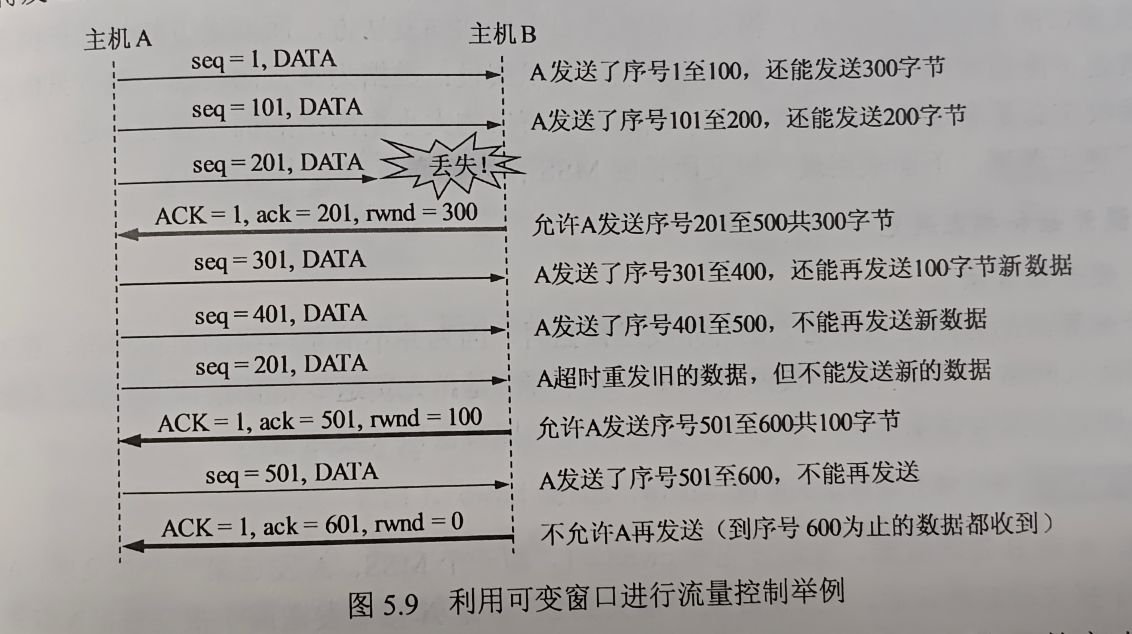 主机A 主机B
seq = 1, DATA A发送了序号1至100，还能发送300字节
seq = 101, DATA A发送了序号101至200，还能发送200字节
seq = 201, DATA 丢失！
ACK = 1, ack = 201, rwnd = 300 允许A发送序号201至500共300字节
seq = 301, DATA A发送了序号301至400，还能再发送100字节新数据
seq = 401, DATA A发送了序号401至500，不能再发送新数据
seq = 201, DATA A超时重发旧的数据，但不能发送新的数据
ACK = 1, ack = 501, rwnd = 100 允许A发送序号501至600共100字节
seq = 501, DATA A发送了序号501至600，不能再发送
ACK = 1, ack = 601, rwnd = 0 不允许A再发送（到序号600为止的数据都收到）
图 5.9 利用可变窗口进行流量控制举例